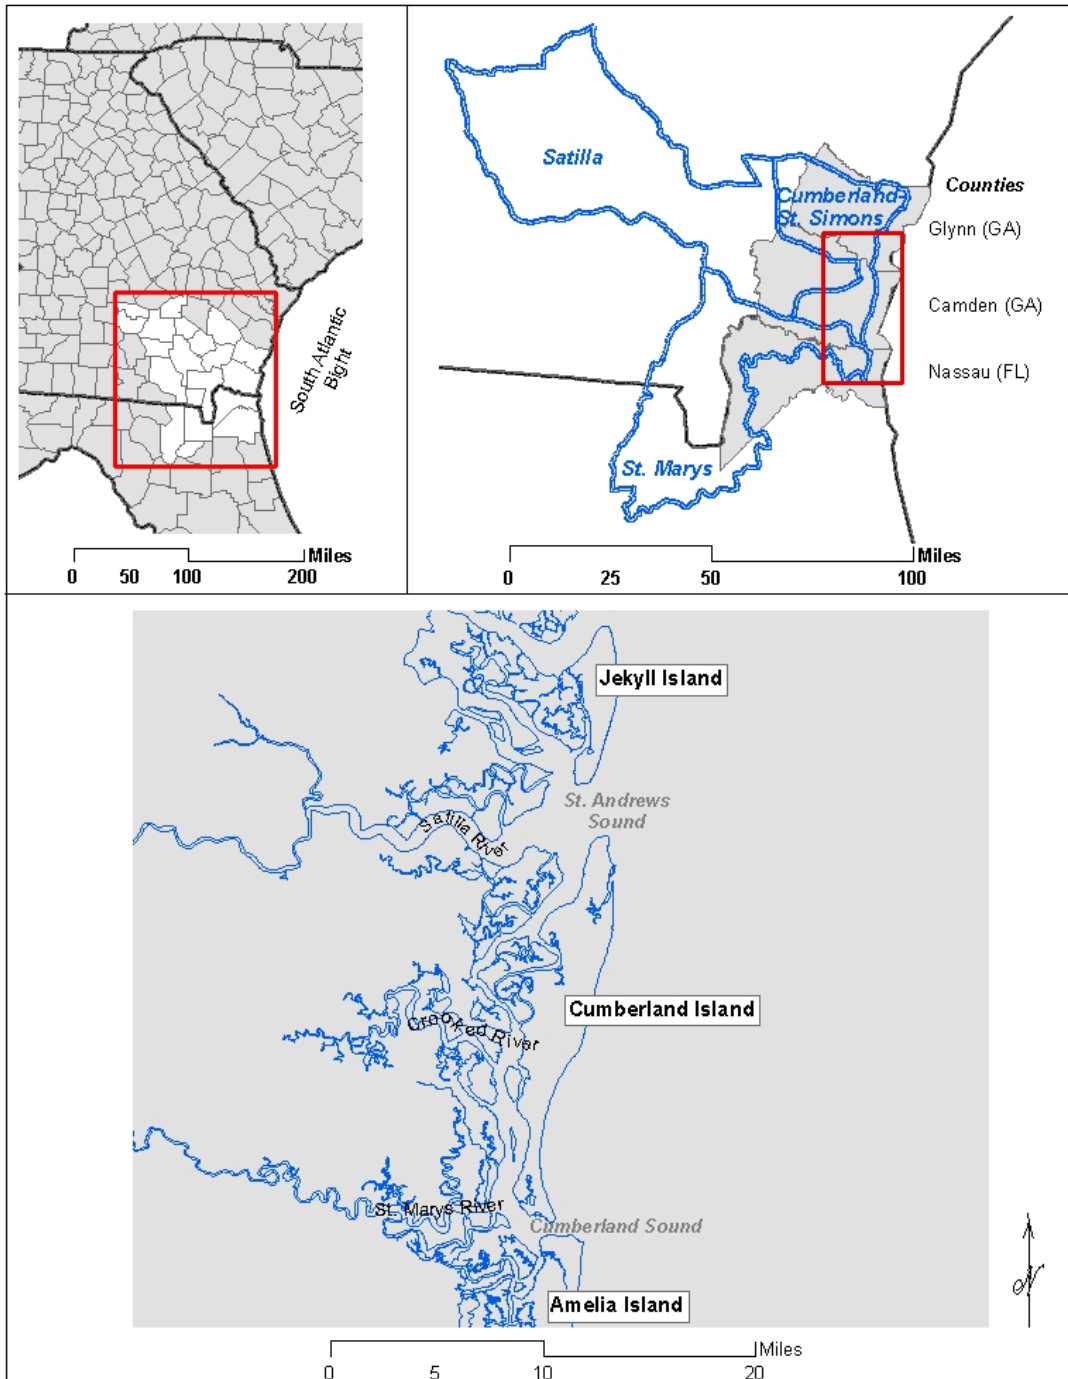 South Atlantic
Bight
Miles
0 50 100 200
Satilla
Cumberland-
St. Simons
St. Marys
Counties
Glynn (GA)
Camden (GA)
Nassau (FL)
Miles
0 25 50 100
Jekyll Island
St. Andrews
Sound
Satilla River
Cumberland Island
Crooked River
St. Marys River
Cumberland Sound
Amelia Island
N
Miles
0 5 10 20